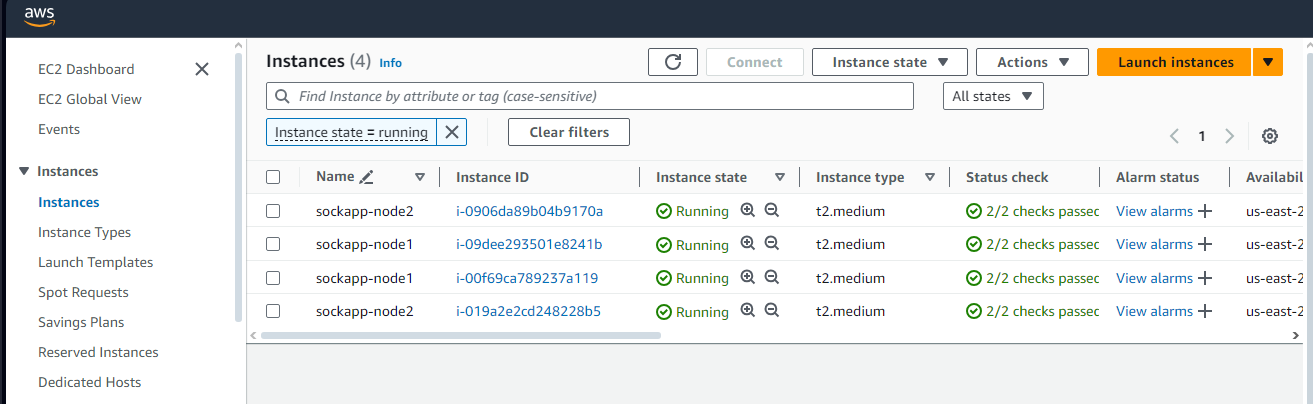 aws
EC2 Dashboard
EC2 Global View
Events
Instances
Instances
Instance Types
Launch Templates
Spot Requests
Savings Plans
Reserved Instances
Dedicated Hosts
Instances (4) Info
Connect Instance state Actions Launch instances
Find Instance by attribute or tag (case-sensitive) All states
Instance state = running Clear filters
1
Name Instance ID Instance state Instance type Status check Alarm status Availabil
sockapp-node2 i-0906da89b04b9170a Running t2.medium 2/2 checks passed View alarms us-east-2
sockapp-node1 i-09dee293501e8241b Running t2.medium 2/2 checks passed View alarms us-east-2
sockapp-node1 i-00f69ca789237a119 Running t2.medium 2/2 checks passed View alarms us-east-2
sockapp-node2 i-019a2e2cd248228b5 Running t2.medium 2/2 checks passed View alarms us-east-2